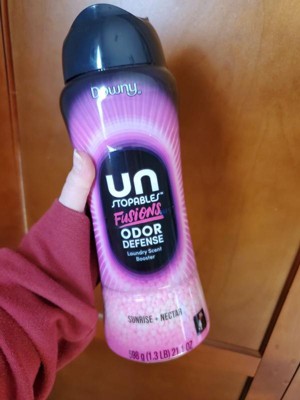 Downy
UN
STOPABLES
FUSIONS
ODOR
DEFENSE
Laundry Scent
Booster
SUNRISE + NECTAR